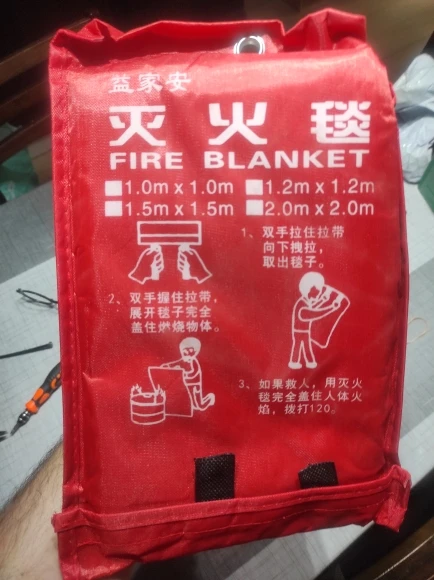 益家安
灭火毯
FIRE BLANKET
1.0m x 1.0m 1.2m x 1.2m
1.5m x 1.5m 2.0m x 2.0m
1、双手拉住拉带
向下拽拉，
取出毯子。
2、双手握住拉带，
展开毯子完全
盖住燃烧物体。
3、如果救人，用灭火
毯完全盖住人体火
焰，拨打120。